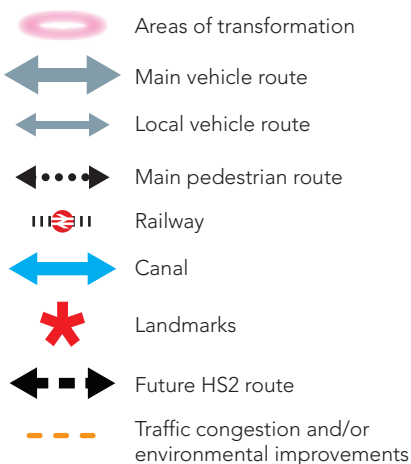 Areas of transformation
Main vehicle route
Local vehicle route
Main pedestrian route
Railway
Canal
Landmarks
Future HS2 route
Traffic congestion and/or
environmental improvements